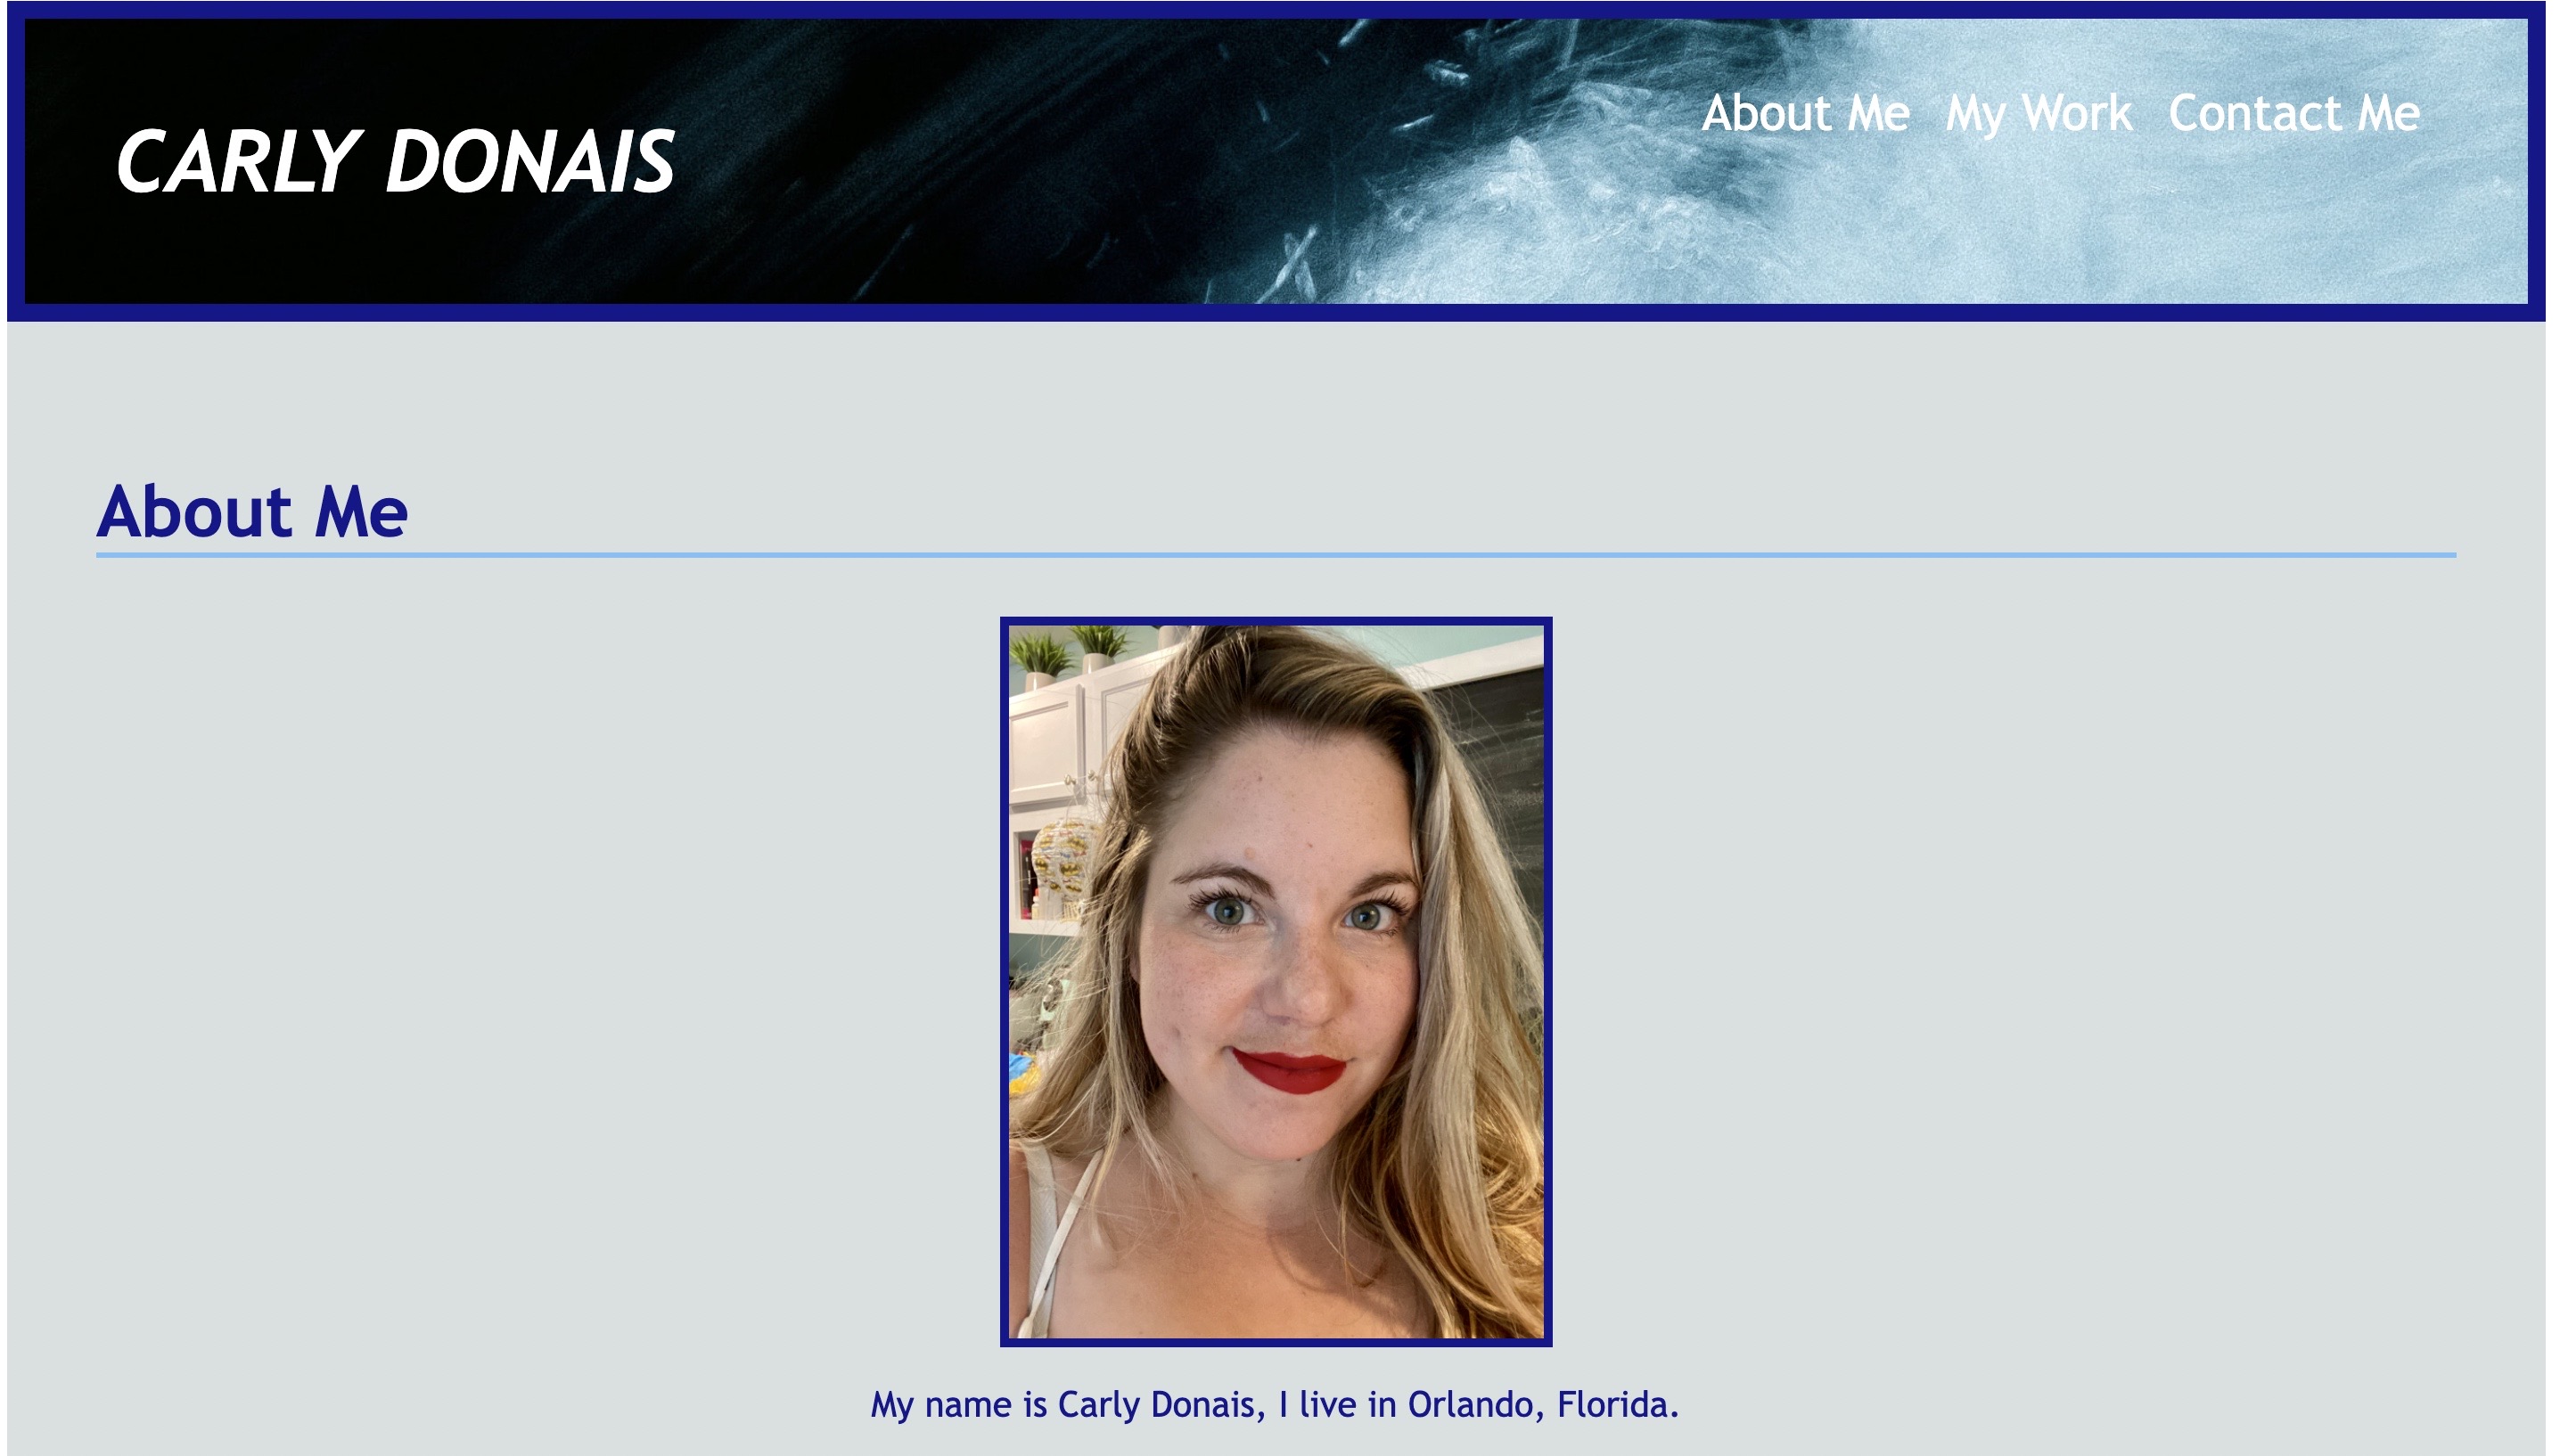 CARLY DONAIS
About Me My Work Contact Me
About Me
My name is Carly Donais, I live in Orlando, Florida.